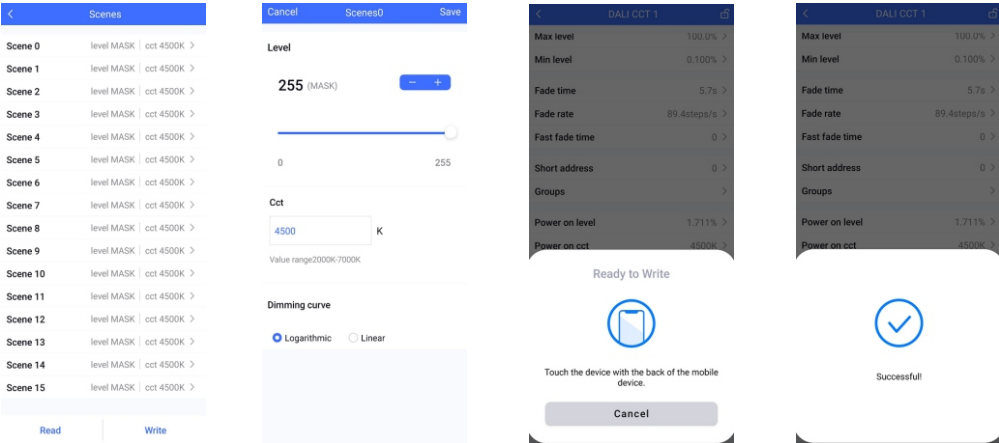 Scenes
Scene 0 level MASK cct 4500K
Scene 1 level MASK cct 4500K
Scene 2 level MASK cct 4500K
Scene 3 level MASK cct 4500K
Scene 4 level MASK cct 4500K
Scene 5 level MASK cct 4500K
Scene 6 level MASK cct 4500K
Scene 7 level MASK cct 4500K
Scene 8 level MASK cct 4500K
Scene 9 level MASK cct 4500K
Scene 10 level MASK cct 4500K
Scene 11 level MASK cct 4500K
Scene 12 level MASK cct 4500K
Scene 13 level MASK cct 4500K
Scene 14 level MASK cct 4500K
Scene 15 level MASK cct 4500K
Read Write
Cancel Scenes0 Save
Level
255 (MASK) − +
0 255
Cct
4500 K
Value range2000K-7000K
Dimming curve
Logarithmic Linear
DALI CCT 1
Max level 100.0%
Min level 0.100%
Fade time 5.7s
Fade rate 89.4steps/s
Fast fade time 0
Short address 0
Groups
Power on level 1.711%
Power on cct 4500K
Ready to Write
Touch the device with the back of the mobile
device.
Cancel
DALI CCT 1
Max level 100.0%
Min level 0.100%
Fade time 5.7s
Fade rate 89.4steps/s
Fast fade time 0
Short address 0
Groups
Power on level 1.711%
Power on cct 4500K
Successful!